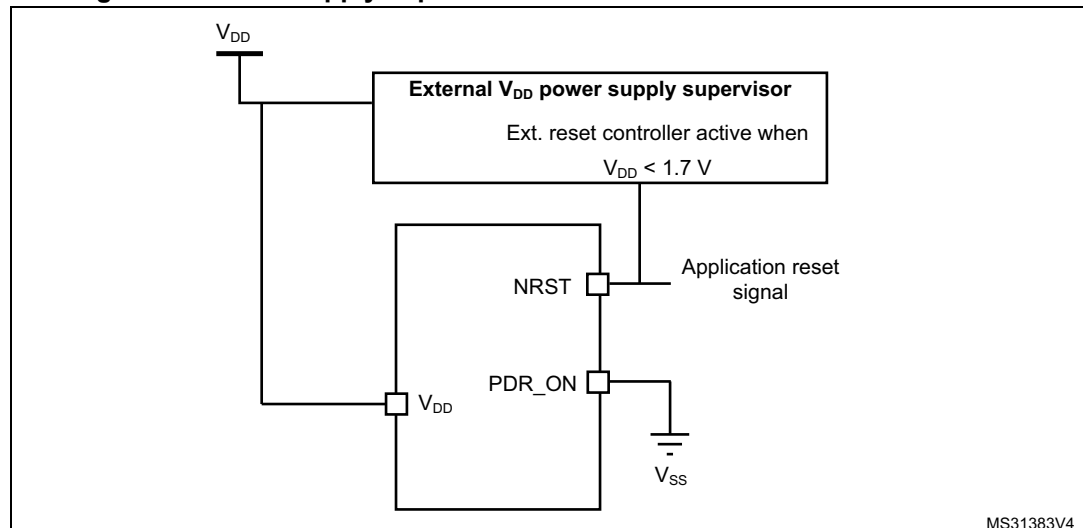 V_DD
External V_DD power supply supervisor
Ext. reset controller active when
V_DD < 1.7 V
NRST
Application reset
signal
PDR_ON
V_DD
V_SS
MS31383V4